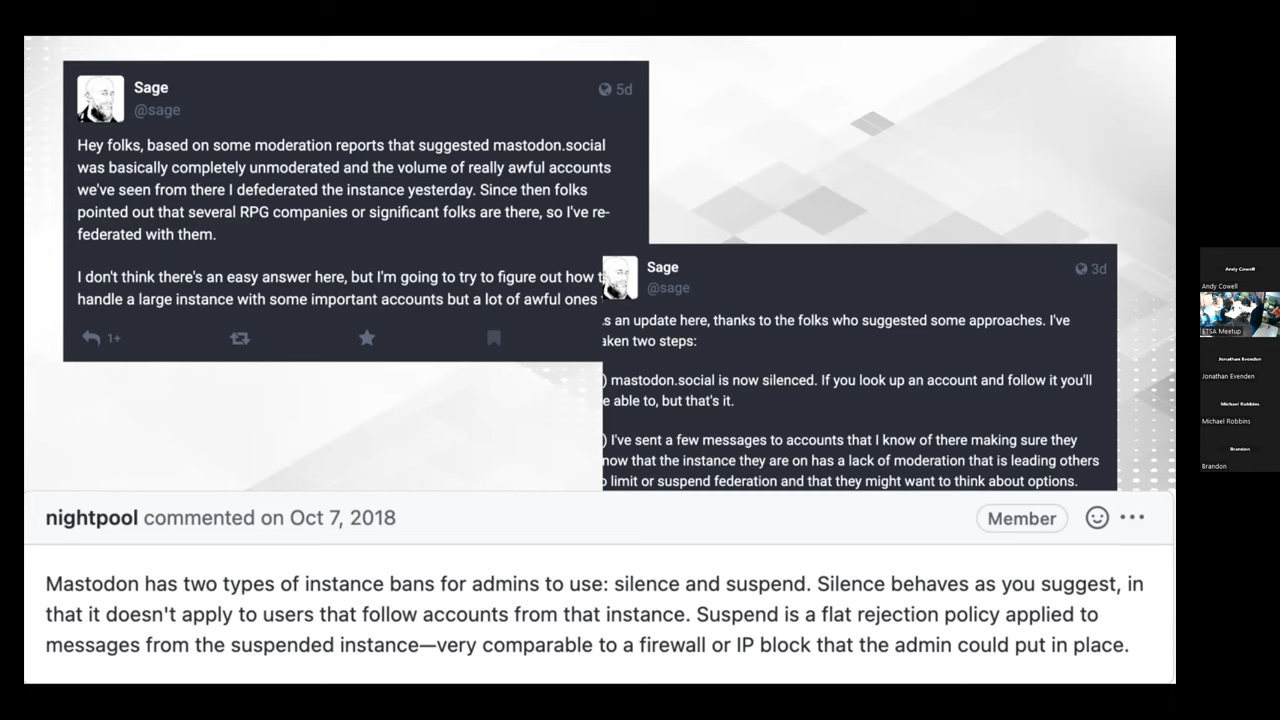 Sage
5d
@sage
Hey folks, based on some moderation reports that suggested mastodon.social
was basically completely unmoderated and the volume of really awful accounts
we've seen from there I defederated the instance yesterday. Since then folks
pointed out that several RPG companies or significant folks are there, so I've re-
federated with them.
I don't think there's an easy answer here, but I'm going to try to figure out how t
handle a large instance with some important accounts but a lot of awful ones
1+
Sage
3d
@sage
s an update here, thanks to the folks who suggested some approaches. I've
aken two steps:
) mastodon.social is now silenced. If you look up an account and follow it you'll
e able to, but that's it.
) I've sent a few messages to accounts that I know of there making sure they
now that the instance they are on has a lack of moderation that is leading others
o limit or suspend federation and that they might want to think about options.
nightpool commented on Oct 7, 2018
Member
Mastodon has two types of instance bans for admins to use: silence and suspend. Silence behaves as you suggest, in
that it doesn't apply to users that follow accounts from that instance. Suspend is a flat rejection policy applied to
messages from the suspended instance—very comparable to a firewall or IP block that the admin could put in place.
Andy Cowell
Andy Cowell
ETSA Meetup
Jonathan Evenden
Jonathan Evenden
Michael Robbins
Michael Robbins
Brandon
Brandon